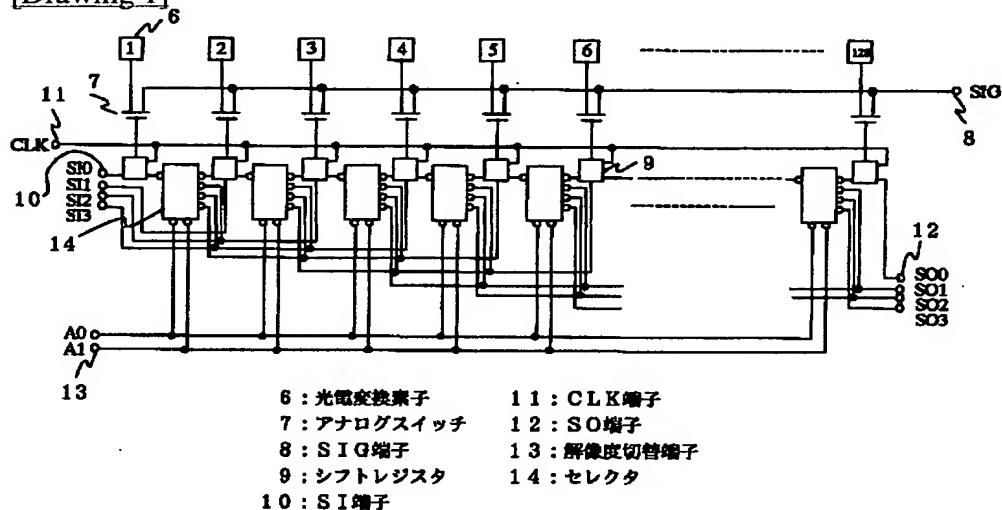 [Drawing 1]
6
1 2 3 4 5 6
7
11
SIG
8
CLK
SI0
SI1
SI2
SI3
10
9
14
12
SO0
SO1
SO2
SO3
A0
A1
13
6:光電変換素子
7:アナログスイッチ
8:SIG端子
9:シフトレジスタ
10:SI端子
11:CLK端子
12:SO端子
13:解像度切替端子
14:セレクタ